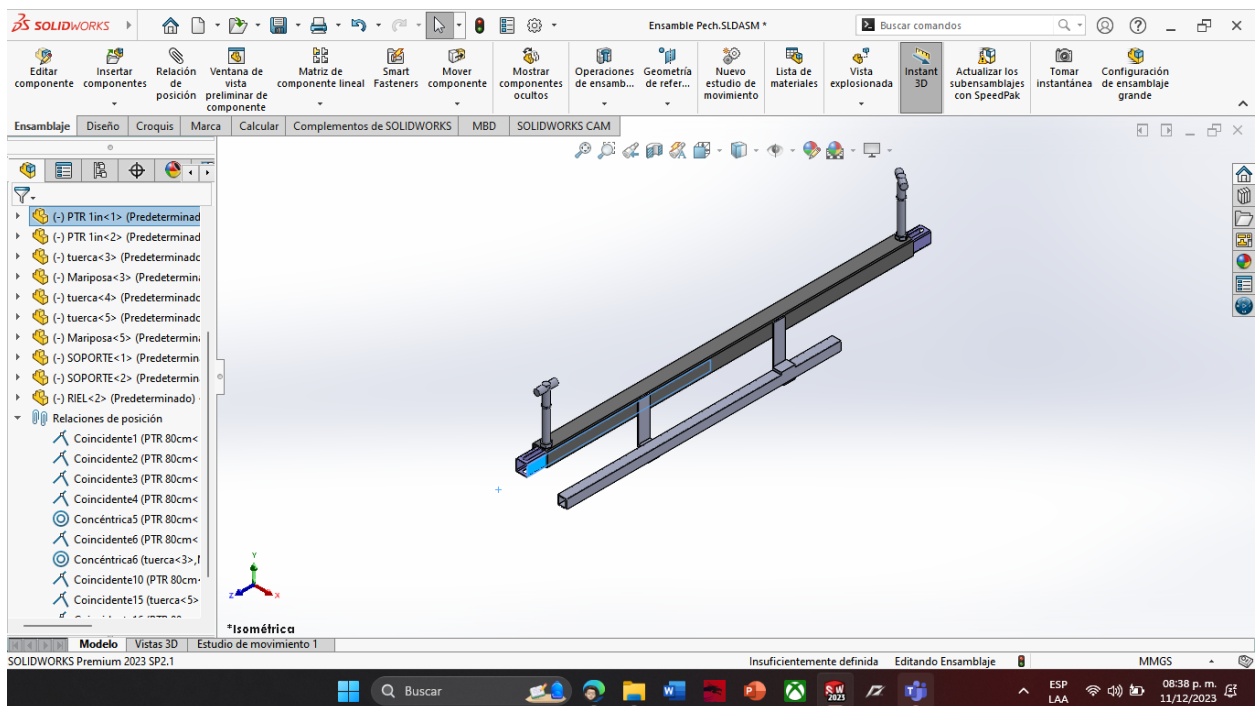 SOLIDWORKS
Ensamble Pech.SLDASM *
Buscar comandos
Editar componente
Insertar componentes
Relación de posición
Ventana de vista preliminar de componente
Matriz de componente lineal
Smart Fasteners
Mover componente
Mostrar componentes ocultos
Operaciones de ensamb...
Geometría de refer...
Nuevo estudio de movimiento
Lista de materiales
Vista explosionada
Instant 3D
Actualizar los subensamblajes con SpeedPak
Tomar instantánea
Configuración de ensamblaje grande
Ensamblaje
Diseño
Croquis
Marca
Calcular
Complementos de SOLIDWORKS
MBD
SOLIDWORKS CAM
(-) PTR 1in<1> (Predeterminad
(-) PTR 1in<2> (Predeterminad
(-) tuerca<3> (Predeterminadc
(-) Mariposa<3> (Predetermina
(-) tuerca<4> (Predeterminadc
(-) tuerca<5> (Predeterminadc
(-) Mariposa<5> (Predetermina
(-) SOPORTE<1> (Predetermin
(-) SOPORTE<2> (Predetermin
(-) RIEL<2> (Predeterminado)
Relaciones de posición
Coincidente1 (PTR 80cm<
Coincidente2 (PTR 80cm<
Coincidente3 (PTR 80cm<
Coincidente4 (PTR 80cm<
Concéntrica5 (PTR 80cm<
Coincidente6 (PTR 80cm<
Concéntrica6 (tuerca<3>,
Coincidente10 (PTR 80cm
Coincidente15 (tuerca<5>
Y
Z
X
*Isométrica
Modelo
Vistas 3D
Estudio de movimiento 1
SOLIDWORKS Premium 2023 SP2.1
Insuficientemente definida
Editando Ensamblaje
MMGS
Buscar
SW
2023
ESP
LAA
08:38 p. m.
11/12/2023